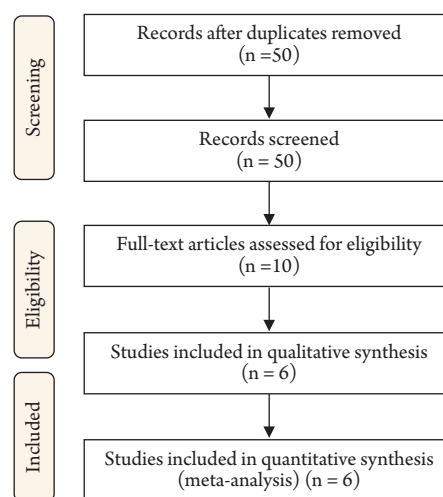 Screening
Records after duplicates removed
(n =50)
Records screened
(n = 50)
Eligibility
Full-text articles assessed for eligibility
(n =10)
Studies included in qualitative synthesis
(n = 6)
Included
Studies included in quantitative synthesis
(meta-analysis) (n = 6)